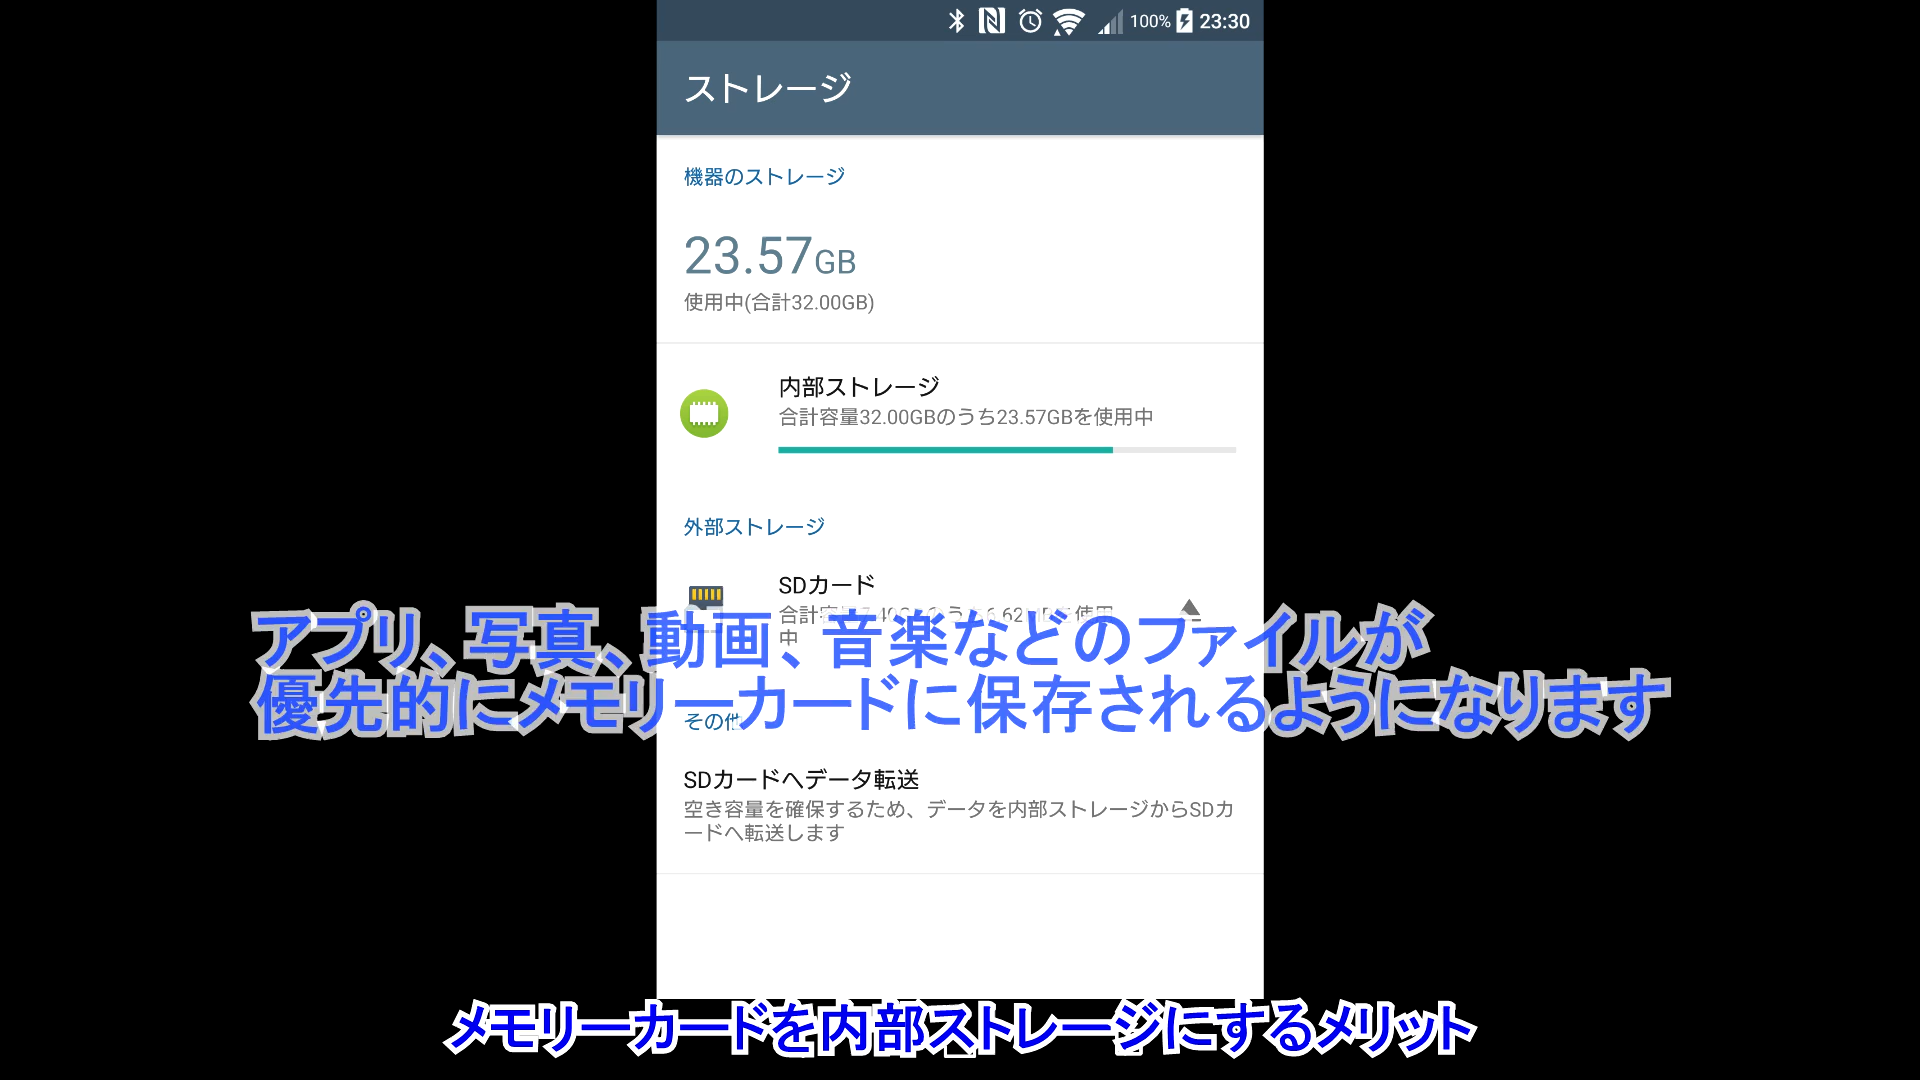 100% 23:30
ストレージ
機器のストレージ
23.57GB
使用中(合計32.00GB)
内部ストレージ
合計容量32.00GBのうち23.57GBを使用中
外部ストレージ
SDカード
中
アプリ、写真、動画、音楽などのファイルが
優先的にメモリーカードに保存されるようになります
その他
SDカードへデータ転送
空き容量を確保するため、データを内部ストレージからSDカ
ードへ転送します
メモリーカードを内部ストレージにするメリット